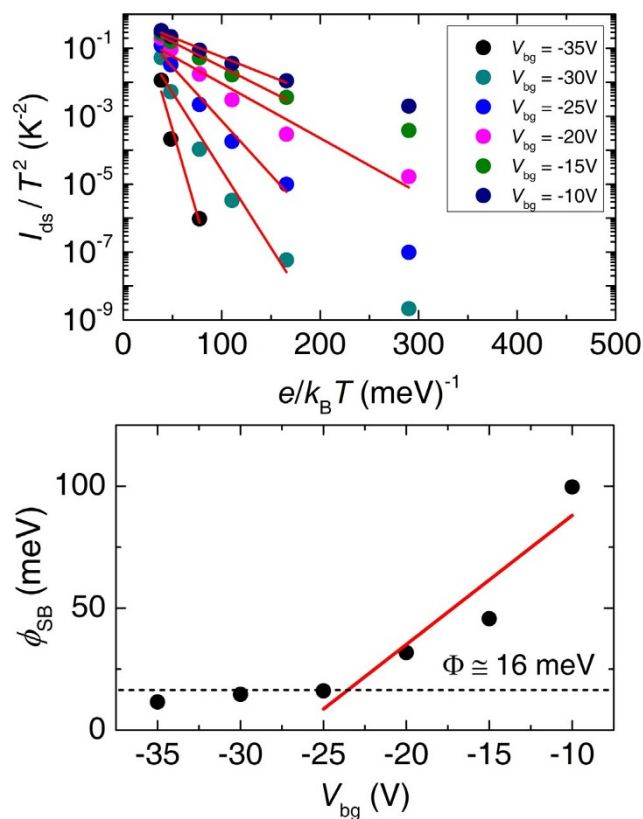 10⁻¹
10⁻³
10⁻⁵
10⁻⁷
10⁻⁹
I_ds / T² (K⁻²)
V_bg = -35V
V_bg = -30V
V_bg = -25V
V_bg = -20V
V_bg = -15V
V_bg = -10V
0 100 200 300 400 500
e/k_B T (meV)⁻¹
100
50
0
ϕ_SB (meV)
Φ ≅ 16 meV
-35 -30 -25 -20 -15 -10
V_bg (V)